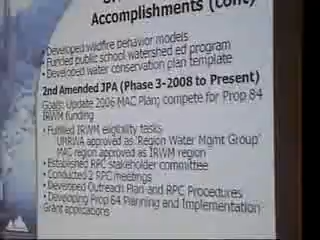 Accomplishments (cont)
• Developed wildfire behavior models
• Funded public school watershed ed program
• Developed water conservation plan template
2nd Amended JPA (Phase 3-2008 to Present)
Goals: Update 2006 MAC Plan; compete for Prop 84
IRWM funding
• Fulfilled IRWM eligibility tasks
UMRWA approved as 'Region Water Mgmt Group'
MAC region approved as IRWM region
• Established RPC stakeholder committee
• Conducted 2 RPC meetings
• Developed Outreach Plan and RPC Procedures
• Developing Prop 84 Planning and Implementation
Grant applications